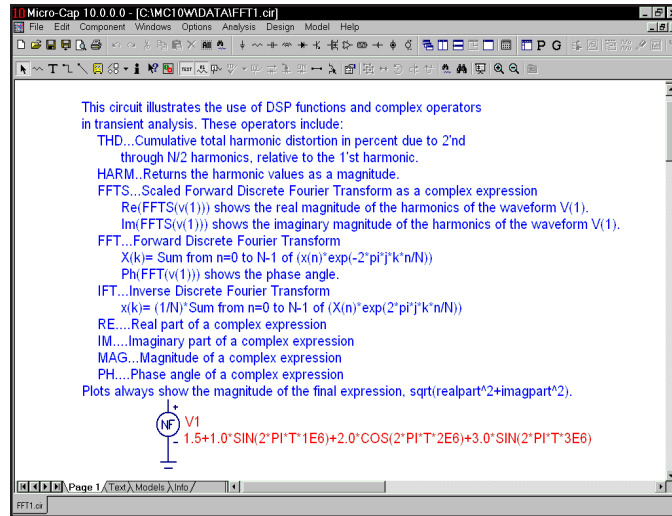 Micro-Cap 10.0.0.0 - [C:\MC10W\DATA\FFT1.cir]
File Edit Component Windows Options Analysis Design Model Help
This circuit illustrates the use of DSP functions and complex operators
in transient analysis. These operators include:
THD...Cumulative total harmonic distortion in percent due to 2'nd
through N/2 harmonics, relative to the 1'st harmonic.
HARM..Returns the harmonic values as a magnitude.
FFTS...Scaled Forward Discrete Fourier Transform as a complex expression
Re(FFTS(v(1))) shows the real magnitude of the harmonics of the waveform V(1).
Im(FFTS(v(1))) shows the imaginary magnitude of the harmonics of the waveform V(1).
FFT...Forward Discrete Fourier Transform
X(k)= Sum from n=0 to N-1 of (x(n)*exp(-2*pi*j*k*n/N))
Ph(FFT(v(1))) shows the phase angle.
IFT...Inverse Discrete Fourier Transform
x(k)= (1/N)*Sum from n=0 to N-1 of (X(n)*exp(2*pi*j*k*n/N))
RE....Real part of a complex expression
IM....Imaginary part of a complex expression
MAG...Magnitude of a complex expression
PH....Phase angle of a complex expression
Plots always show the magnitude of the final expression, sqrt(realpart^2+imagpart^2).
NF V1
1.5+1.0*SIN(2*PI*T*1E6)+2.0*COS(2*PI*T*2E6)+3.0*SIN(2*PI*T*3E6)
Page 1 Text Models Info
FFT1.cir